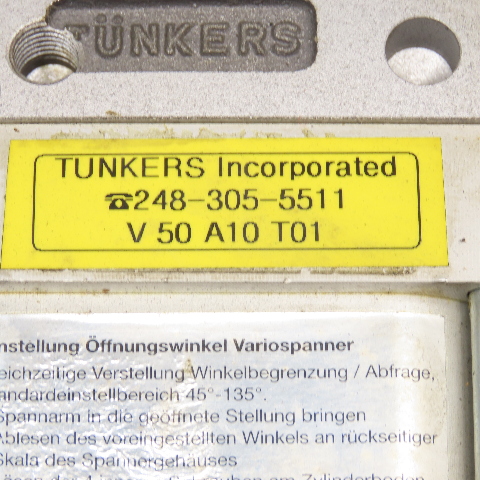 TÜNKERS
TUNKERS Incorporated
☎248-305-5511
V 50 A10 T01
nstellung Öffnungswinkel Variospanner
eichzeitige Verstellung Winkelbegrenzung / Abfrage,
andardeinstellbereich 45°-135°.
Spannarm in die geöffnete Stellung bringen
Ablesen des voreingestellten Winkels an rückseitiger
Skala des Spannergehäuses